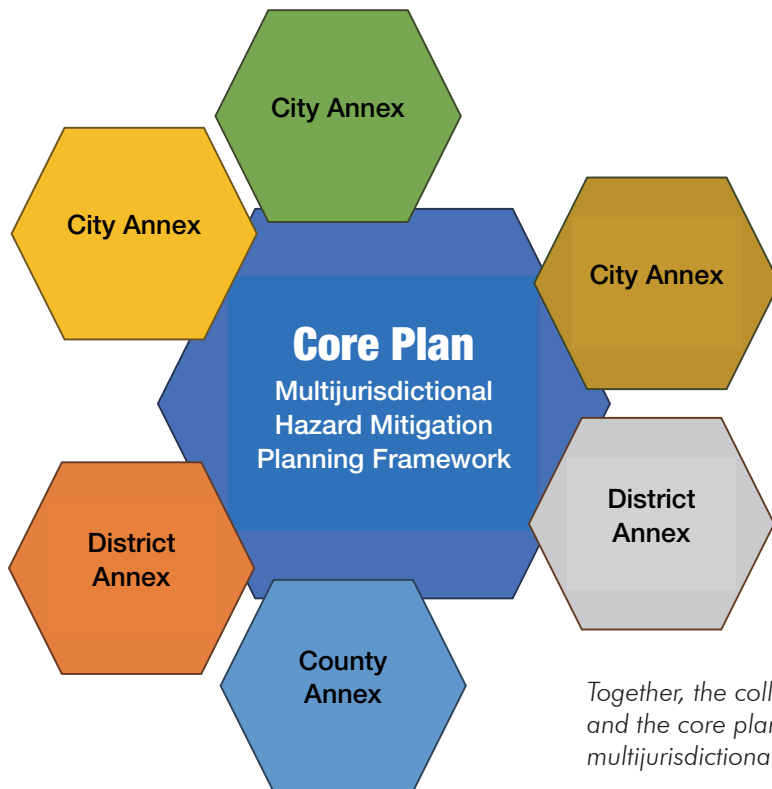 City Annex
City Annex
City Annex
Core Plan
Multijurisdictional
Hazard Mitigation
Planning Framework
District
Annex
District
Annex
County
Annex
Together, the coll
and the core plan
multijurisdictiona